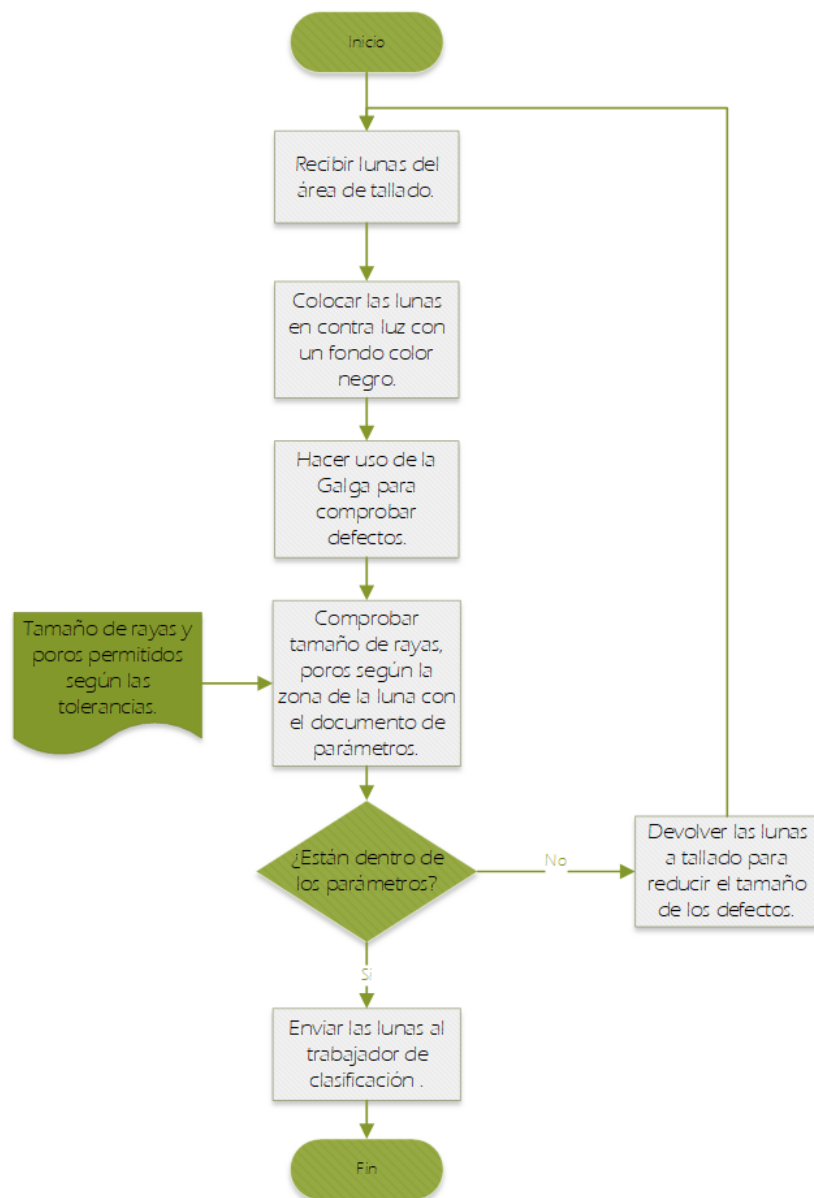 Inicio
Recibir lunas del
área de tallado.
Colocar las lunas
en contra luz con
un fondo color
negro.
Hacer uso de la
Galga para
comprobar
defectos.
Tamaño de rayas y
poros permitidos
según las
tolerancias.
Comprobar
tamaño de rayas,
poros según la
zona de la luna con
el documento de
parámetros.
¿Están dentro de
los parámetros?
No
Devolver las lunas
a tallado para
reducir el tamaño
de los defectos.
Si
Enviar las lunas al
trabajador de
clasificación .
Fin